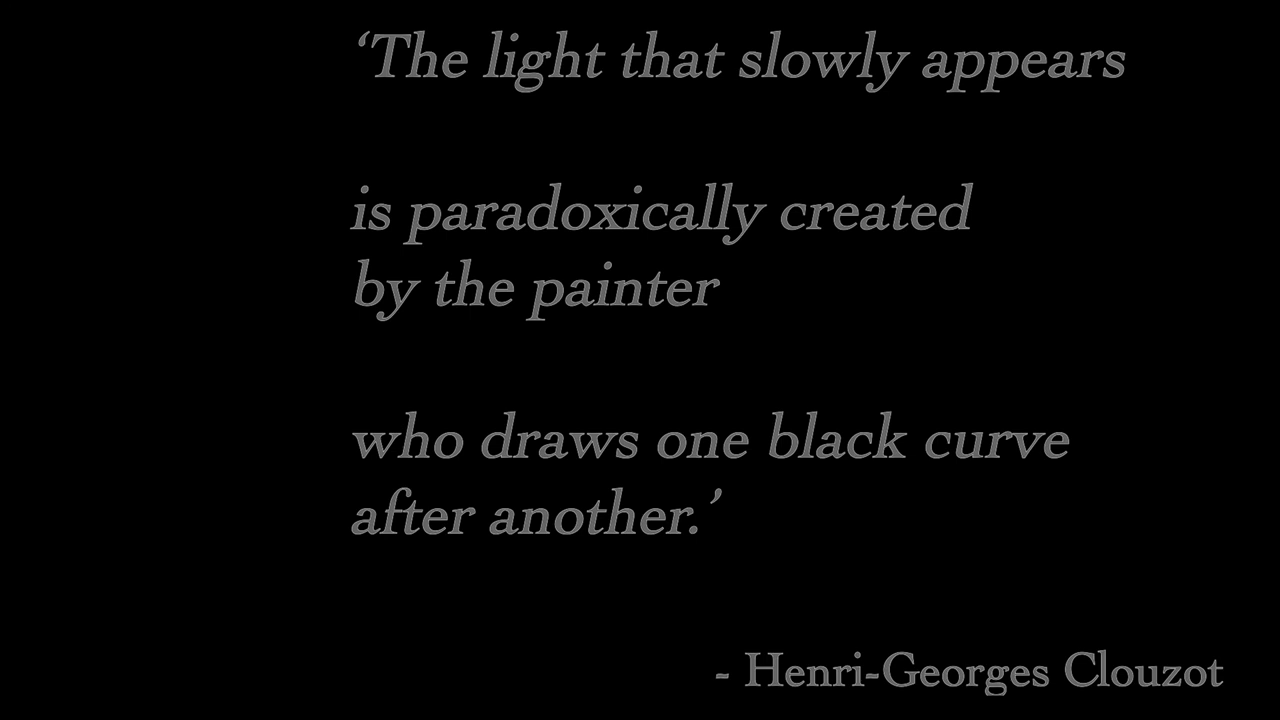 ‘The light that slowly appears
is paradoxically created
by the painter
who draws one black curve
after another.’
- Henri-Georges Clouzot